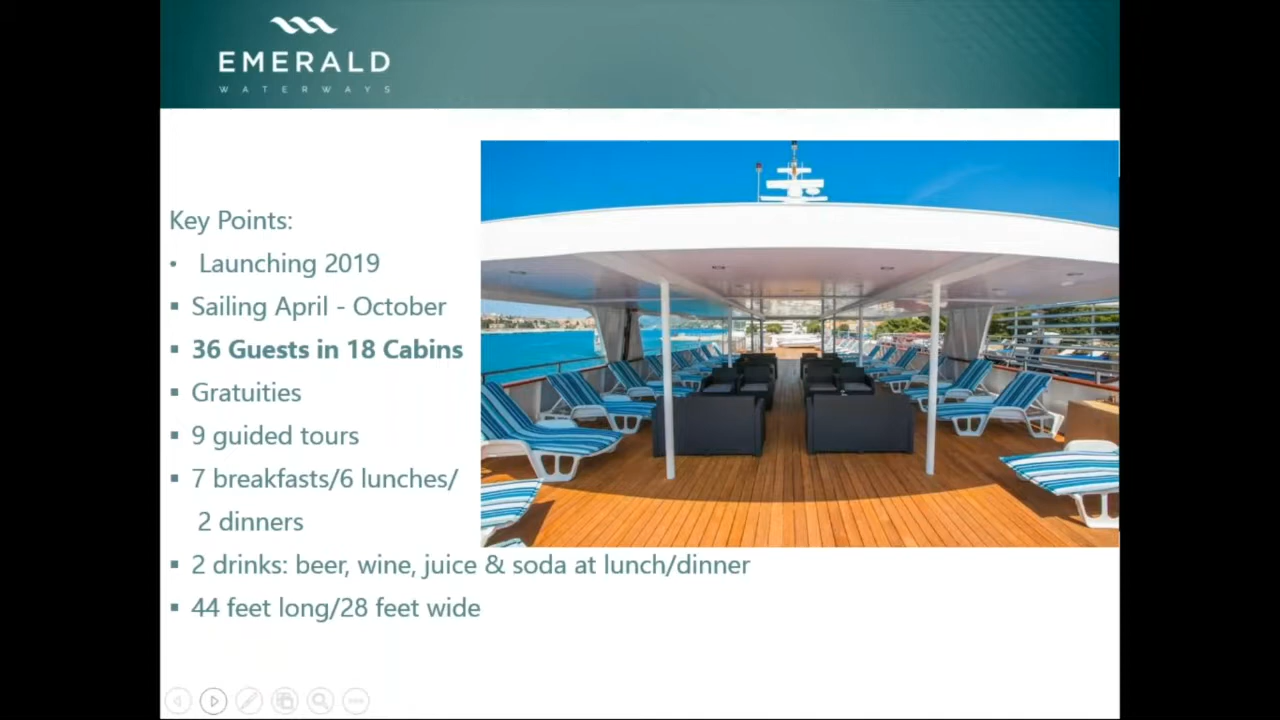 EMERALD
WATERWAYS
Key Points:
• Launching 2019
▪ Sailing April - October
▪ 36 Guests in 18 Cabins
▪ Gratuities
▪ 9 guided tours
▪ 7 breakfasts/6 lunches/
2 dinners
▪ 2 drinks: beer, wine, juice & soda at lunch/dinner
▪ 44 feet long/28 feet wide